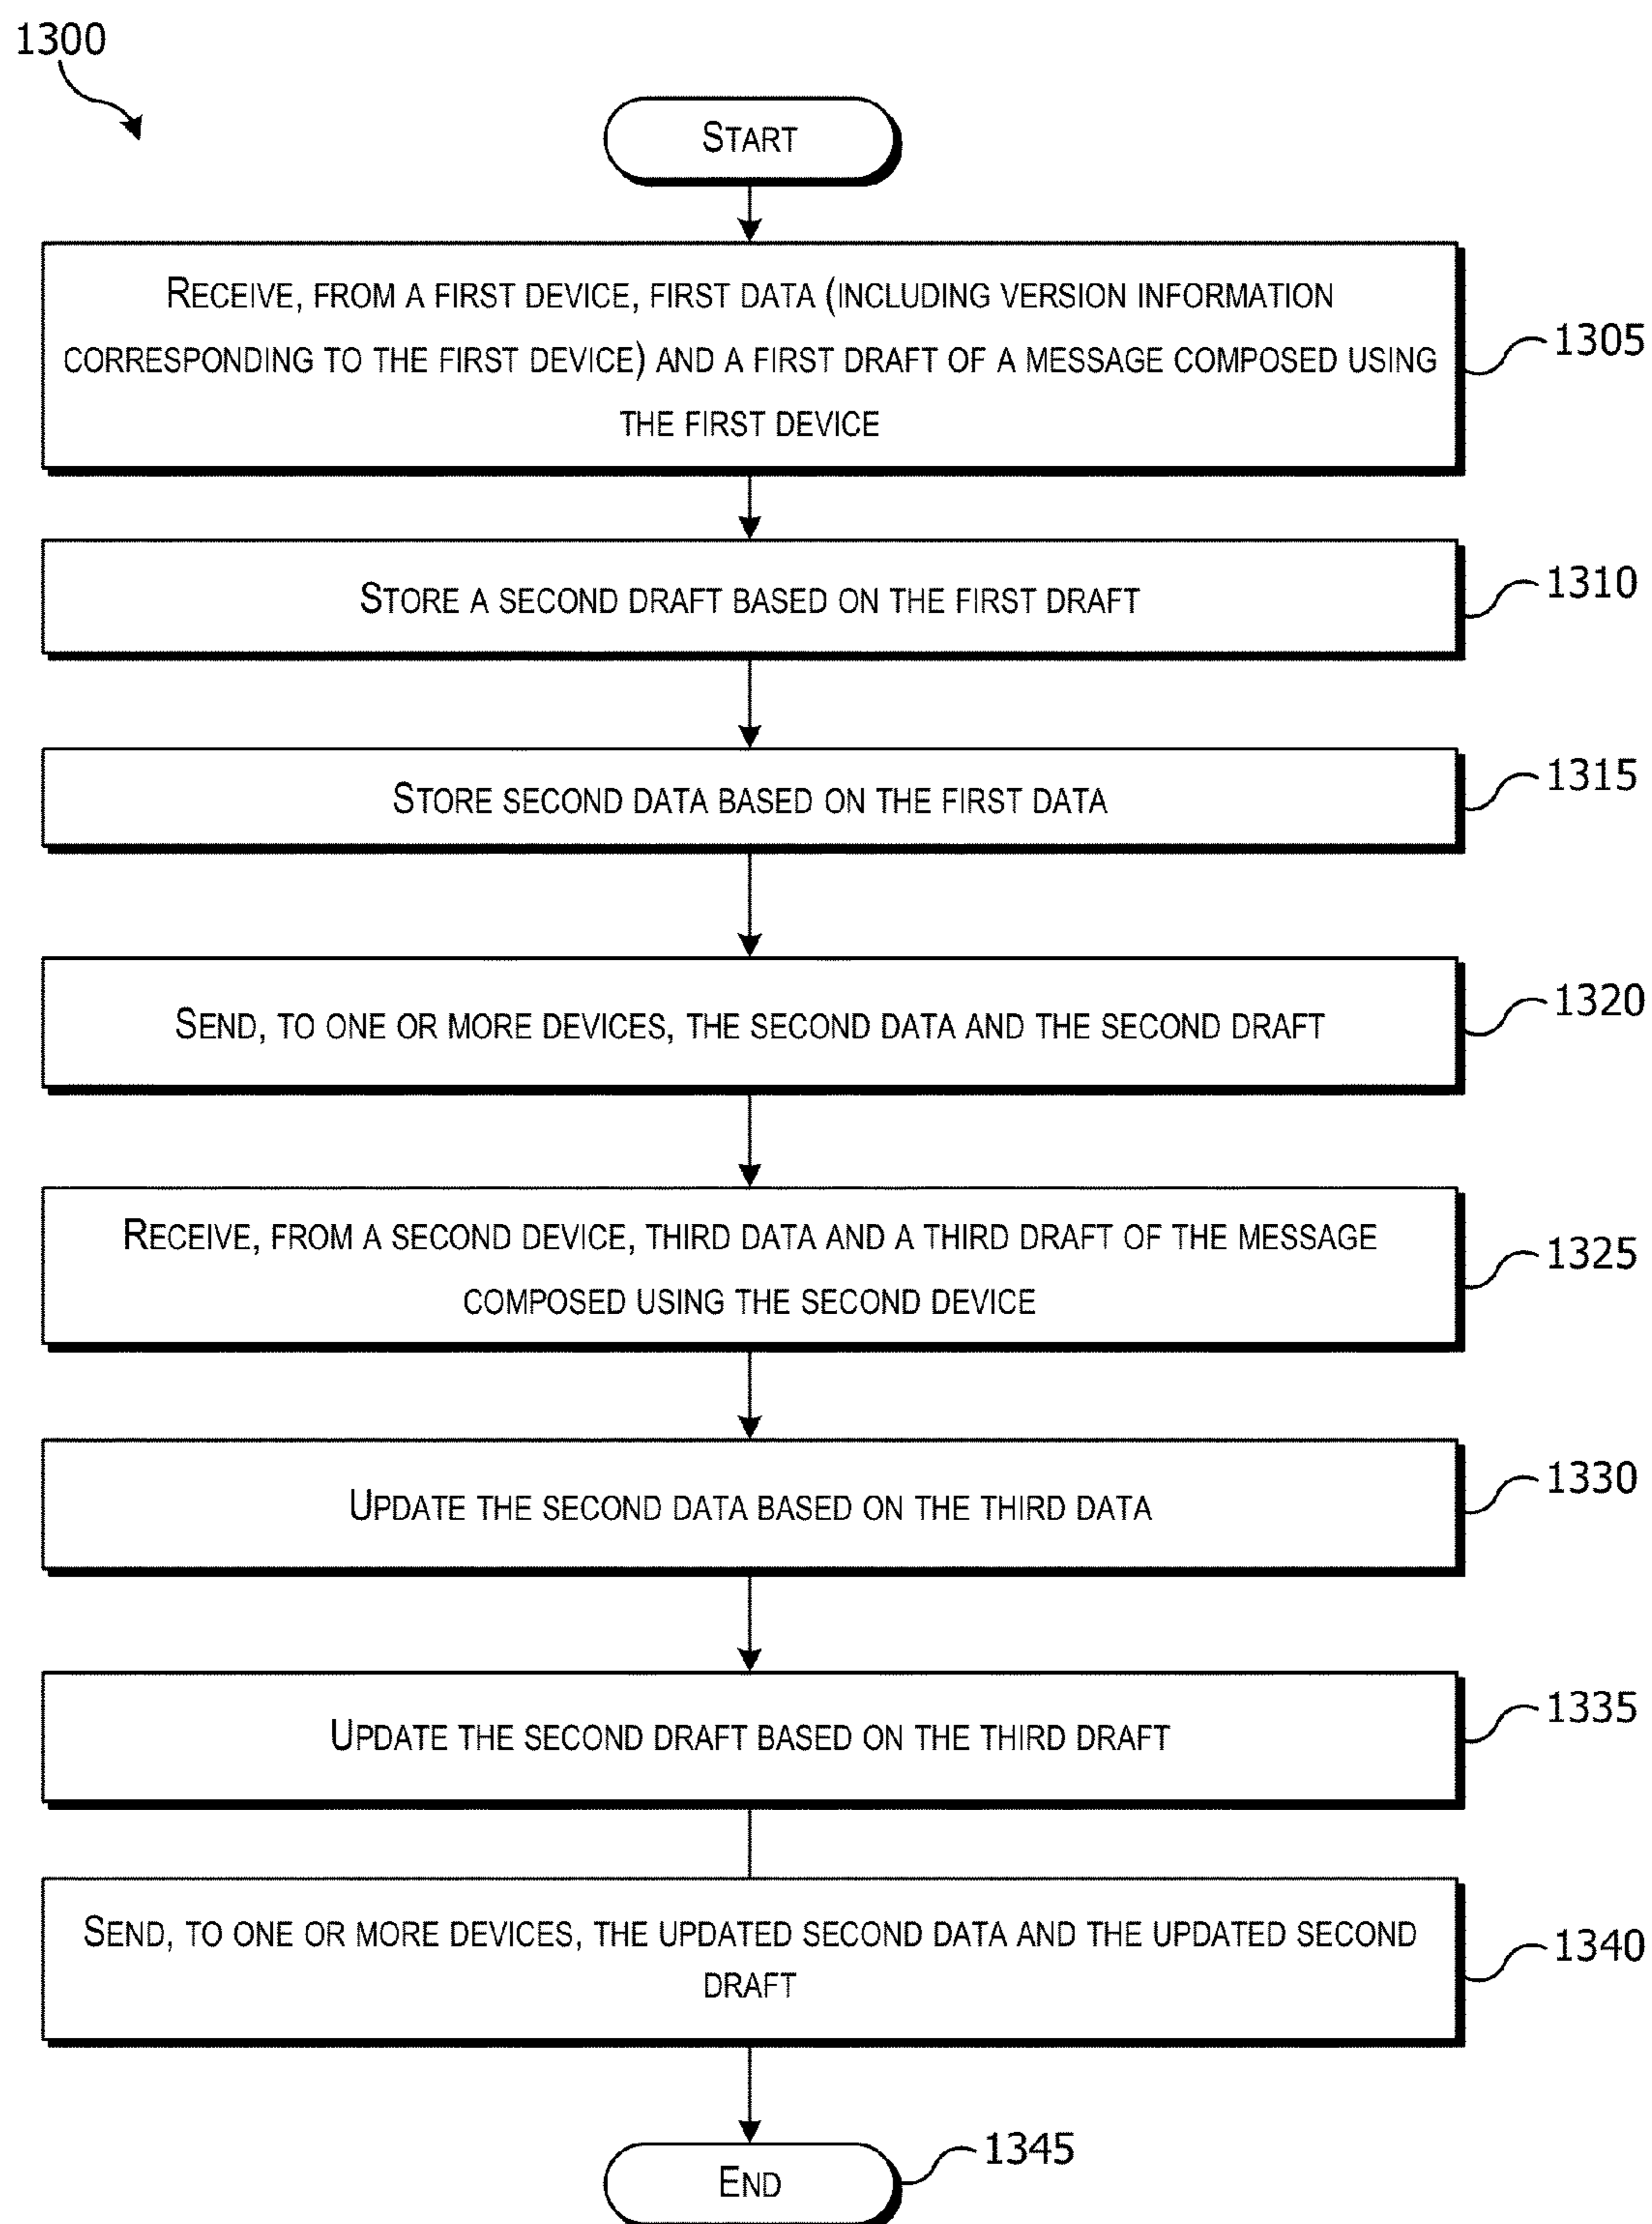 1300
START
RECEIVE, FROM A FIRST DEVICE, FIRST DATA (INCLUDING VERSION INFORMATION
CORRESPONDING TO THE FIRST DEVICE) AND A FIRST DRAFT OF A MESSAGE COMPOSED USING
THE FIRST DEVICE
1305
STORE A SECOND DRAFT BASED ON THE FIRST DRAFT
1310
STORE SECOND DATA BASED ON THE FIRST DATA
1315
SEND, TO ONE OR MORE DEVICES, THE SECOND DATA AND THE SECOND DRAFT
1320
RECEIVE, FROM A SECOND DEVICE, THIRD DATA AND A THIRD DRAFT OF THE MESSAGE
COMPOSED USING THE SECOND DEVICE
1325
UPDATE THE SECOND DATA BASED ON THE THIRD DATA
1330
UPDATE THE SECOND DRAFT BASED ON THE THIRD DRAFT
1335
SEND, TO ONE OR MORE DEVICES, THE UPDATED SECOND DATA AND THE UPDATED SECOND
DRAFT
1340
END
1345